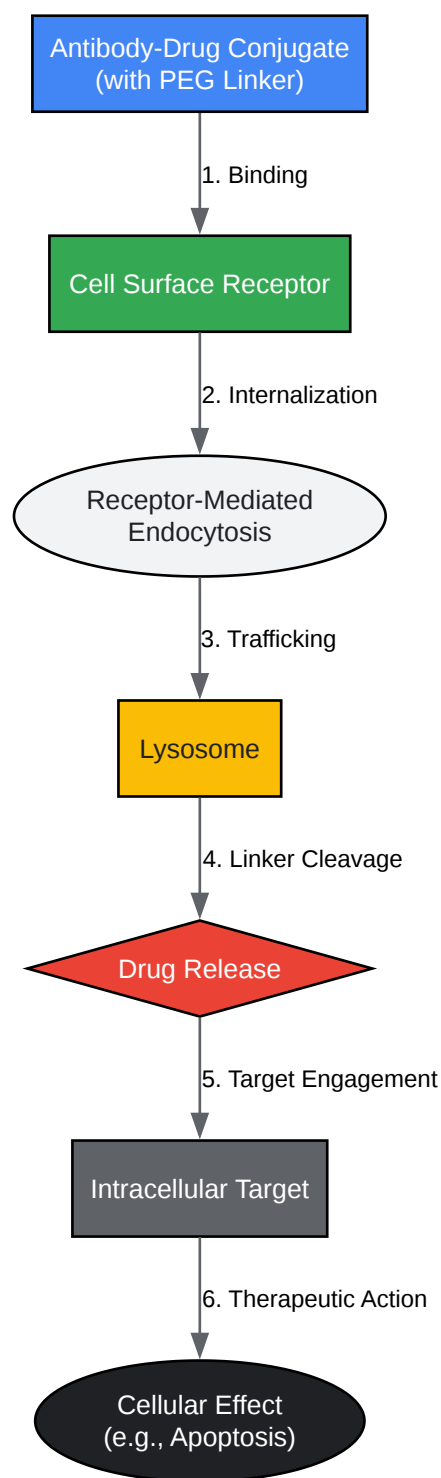 Antibody-Drug Conjugate
(with PEG Linker)
1. Binding
Cell Surface Receptor
2. Internalization
Receptor-Mediated
Endocytosis
3. Trafficking
Lysosome
4. Linker Cleavage
Drug Release
5. Target Engagement
Intracellular Target
6. Therapeutic Action
Cellular Effect
(e.g., Apoptosis)